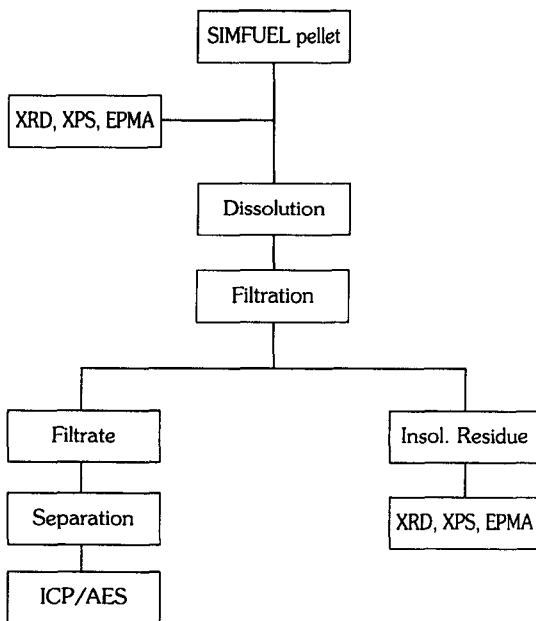 SIMFUEL pellet
XRD, XPS, EPMA
Dissolution
Filtration
Filtrate
Insol. Residue
Separation
XRD, XPS, EPMA
ICP/AES